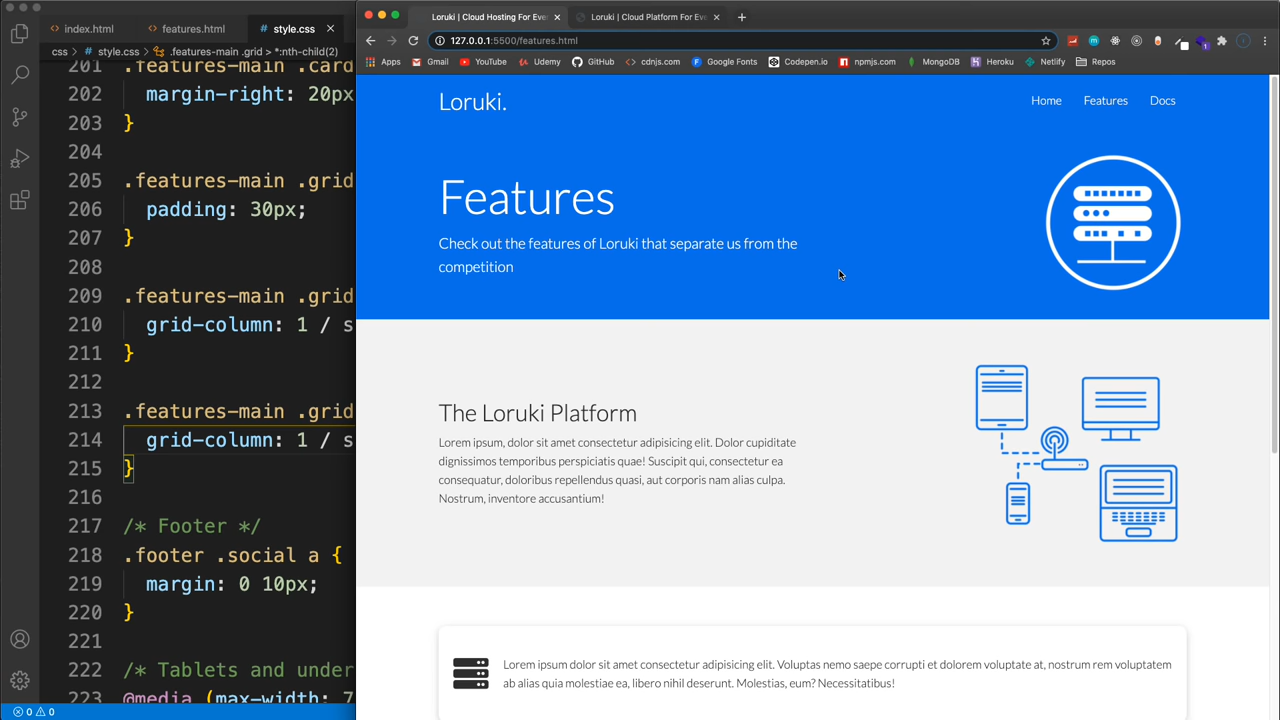 index.html
features.html
style.css
css > style.css > .features-main .grid > *:nth-child(2)
201 .features-main .card
202 margin-right: 20px
203 }
204
205 .features-main .grid
206 padding: 30px;
207 }
208
209 .features-main .grid
210 grid-column: 1 / s
211 }
212
213 .features-main .grid
214 grid-column: 1 / s
215 }
216
217 /* Footer */
218 .footer .social a {
219 margin: 0 10px;
220 }
221
222 /* Tablets and under
223 @media (max-width: 7
0 0
Loruki | Cloud Hosting For Eve
Loruki | Cloud Platform For Ev
127.0.0.1:5500/features.html
Apps Gmail YouTube Udemy GitHub cdnjs.com Google Fonts Codepen.io npmjs.com MongoDB Heroku Netlify Repos
Loruki.
Home Features Docs
Features
Check out the features of Loruki that separate us from the
competition
The Loruki Platform
Lorem ipsum, dolor sit amet consectetur adipisicing elit. Dolor cupiditate
dignissimos temporibus perspiciatis quae! Suscipit qui, consectetur ea
consequatur, doloribus repellendus quasi, aut corporis nam alias culpa.
Nostrum, inventore accusantium!
Lorem ipsum dolor sit amet consectetur adipisicing elit. Voluptas nemo saepe corrupti et dolorem voluptate at, nostrum rem voluptatem
ab alias quia molestiae ea, libero nihil deserunt. Molestias, eum? Necessitatibus!